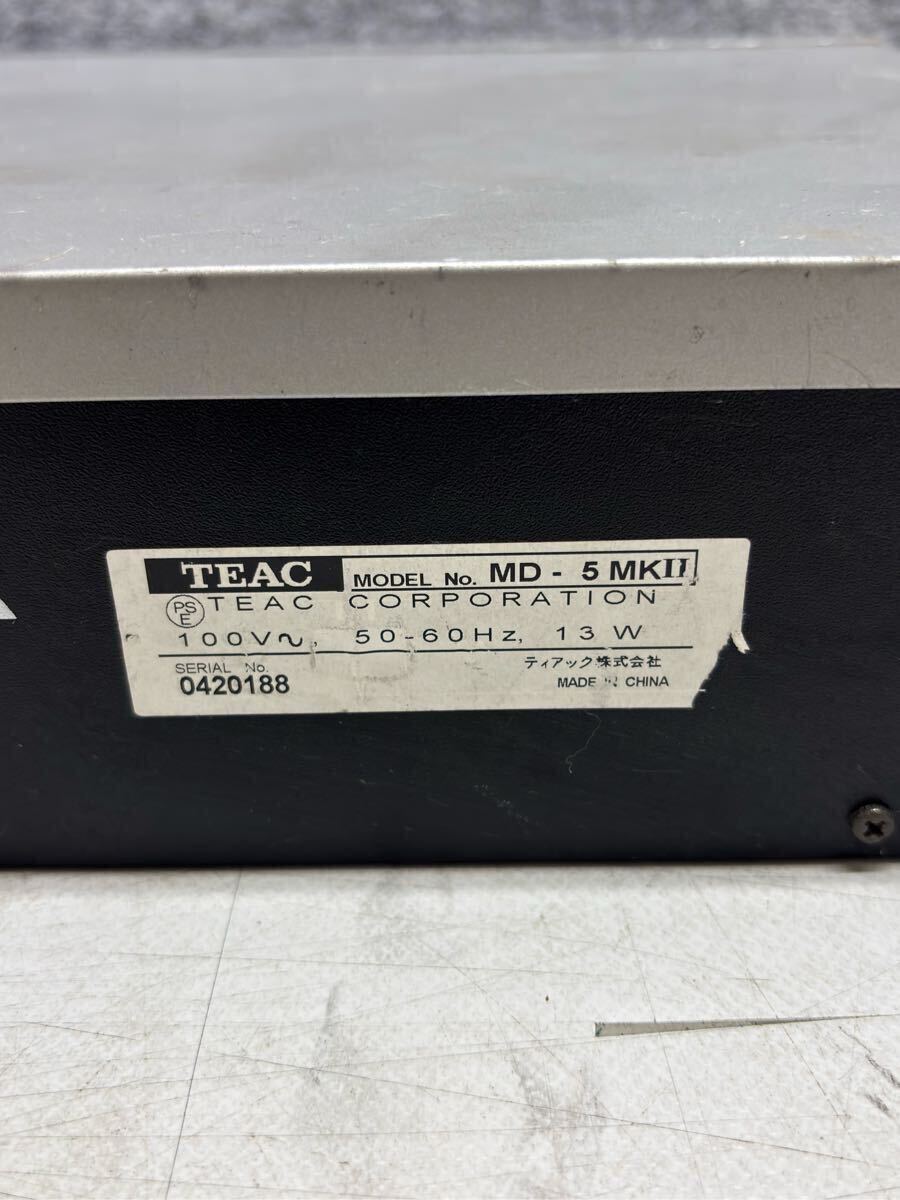 TEAC MODEL No. MD - 5 MKII
PS E TEAC CORPORATION
100V∿, 50-60Hz, 13 W
SERIAL No. ティアック株式会社
0420188 MADE IN CHINA